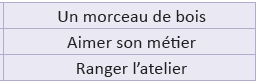 Un morceau de bois
Aimer son métier
Ranger l’atelier